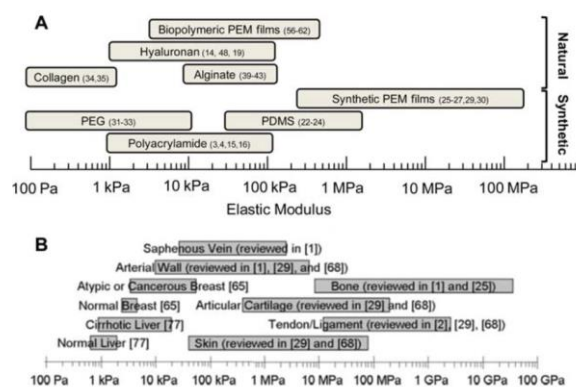 A
Biopolymeric PEM films (56-62)
Hyaluronan (14, 48, 19)
Collagen (34,35)
Alginate (39-43)
Natural
Synthetic PEM films (25-27,29,30)
PEG (31-33)
PDMS (22-24)
Polyacrylamide (3,4,15,16)
Synthetic
100 Pa 1 kPa 10 kPa 100 kPa 1 MPa 10 MPa 100 MPa
Elastic Modulus
B
Saphenous Vein (reviewed in [1])
Arterial Wall (reviewed in [1], [29], and [68])
Atypic or Cancerous Breast [65] Bone (reviewed in [1] and [25])
Normal Breast [65] Articular Cartilage (reviewed in [29] and [68])
Cirrhotic Liver [77] Tendon/Ligament (reviewed in [2], [29], [68])
Normal Liver [77] Skin (reviewed in [29] and [68])
100 Pa 1 kPa 10 kPa 100 kPa 1 MPa 10 MPa 100 MPa 1 GPa 10 GPa 100 GPa